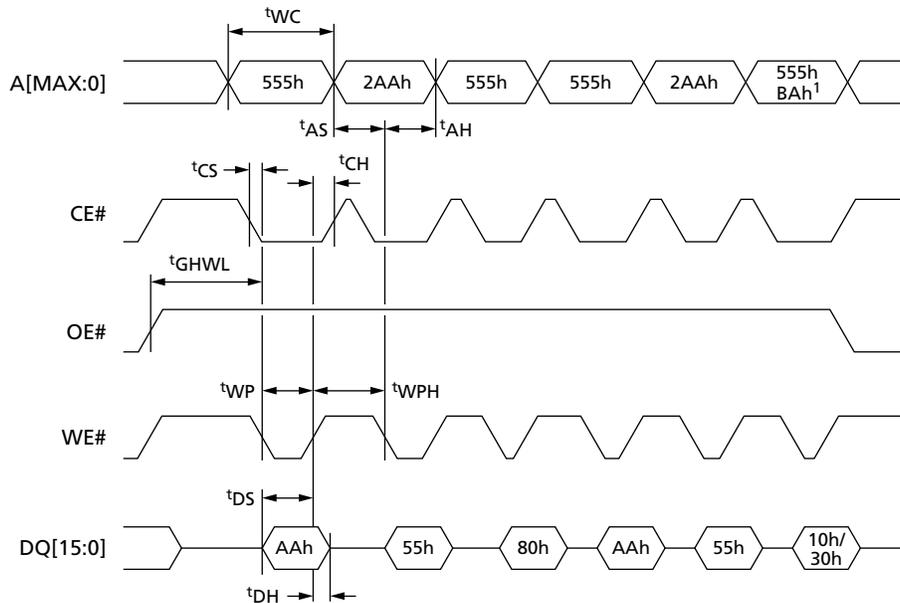 tWC
A[MAX:0] 555h 2AAh 555h 555h 2AAh 555h
BAh1
tAS tAH
tCS tCH
CE#
tGHWL
OE#
tWP tWPH
WE#
tDS
DQ[15:0] AAh 55h 80h AAh 55h 10h/
30h
tDH